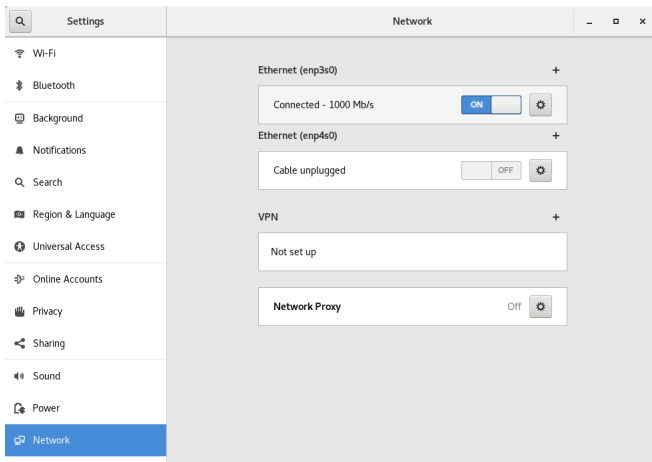 Settings
Network
Wi-Fi
Bluetooth
Background
Notifications
Search
Region & Language
Universal Access
Online Accounts
Privacy
Sharing
Sound
Power
Network
Ethernet (enp3s0)
Connected - 1000 Mb/s
ON
Ethernet (enp4s0)
Cable unplugged
OFF
VPN
Not set up
Network Proxy
Off